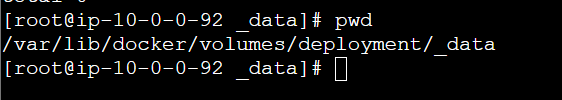 [root@ip-10-0-0-92 _data]# pwd
/var/lib/docker/volumes/deployment/_data
[root@ip-10-0-0-92 _data]#